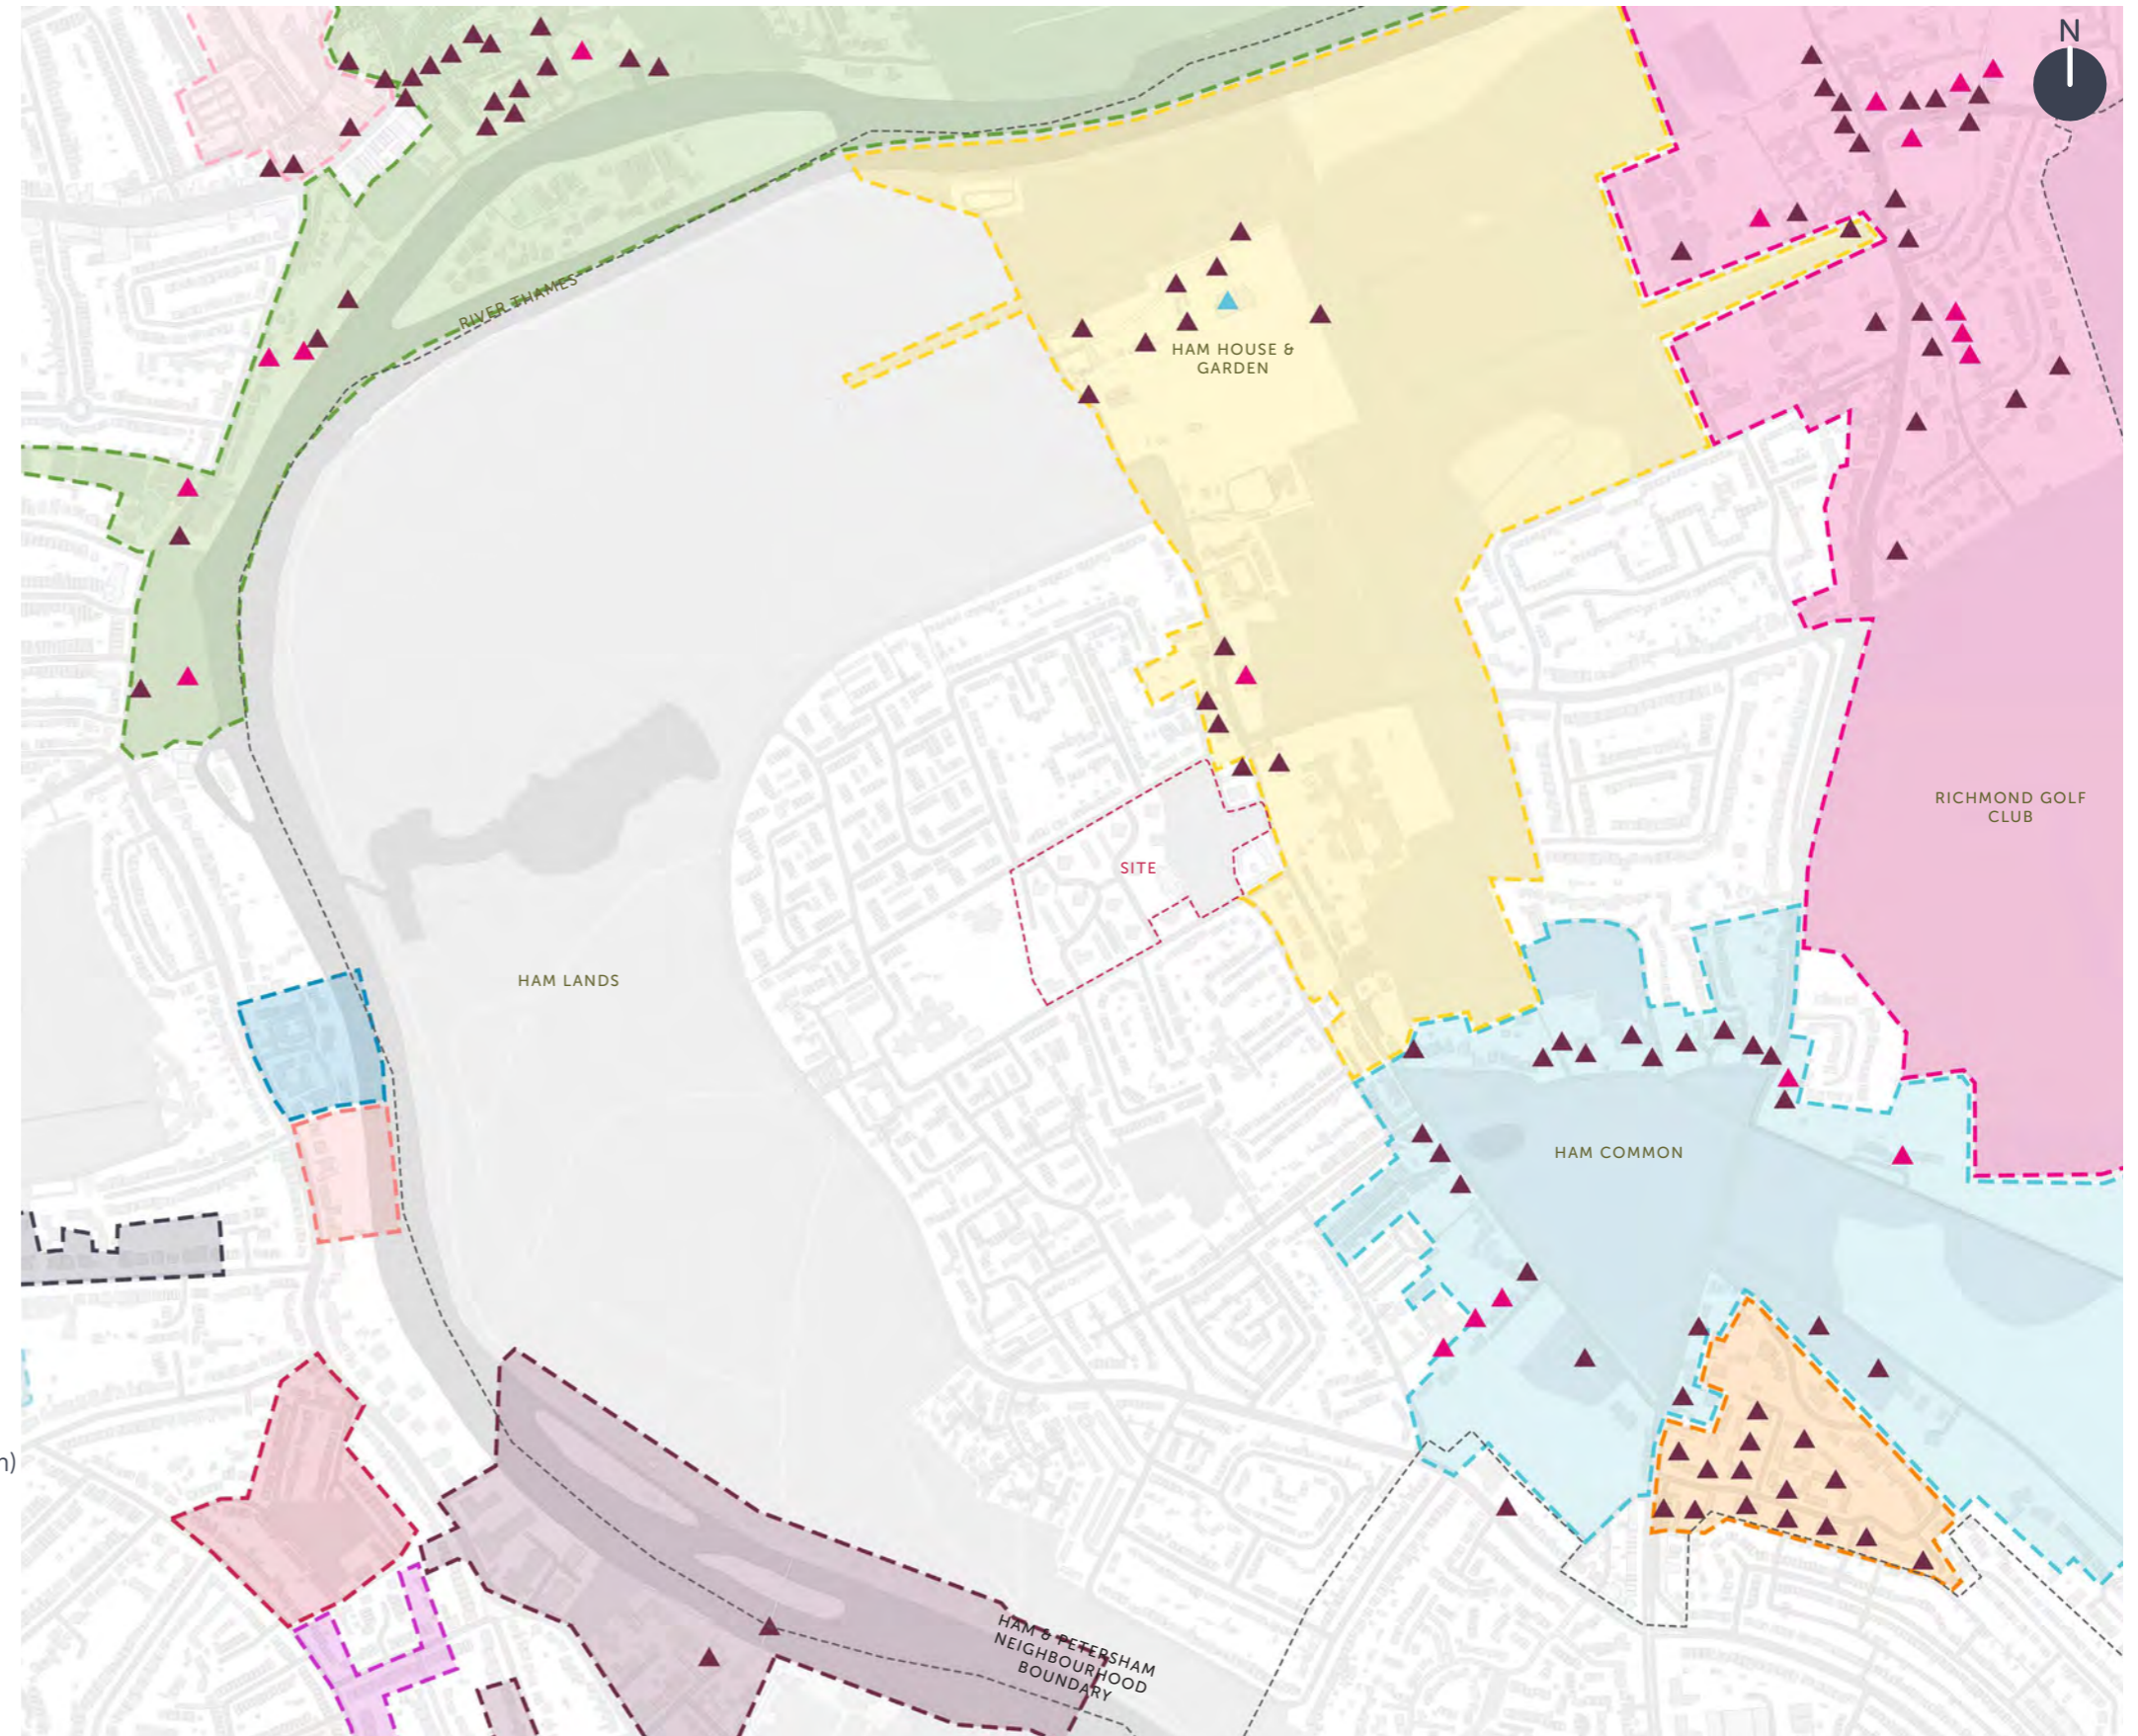 N
RIVER THAMES
HAM HOUSE &
GARDEN
RICHMOND GOLF
CLUB
SITE
HAM LANDS
HAM COMMON
n)
HAM & PETERSHAM
NEIGHBOURHOOD
BOUNDARY